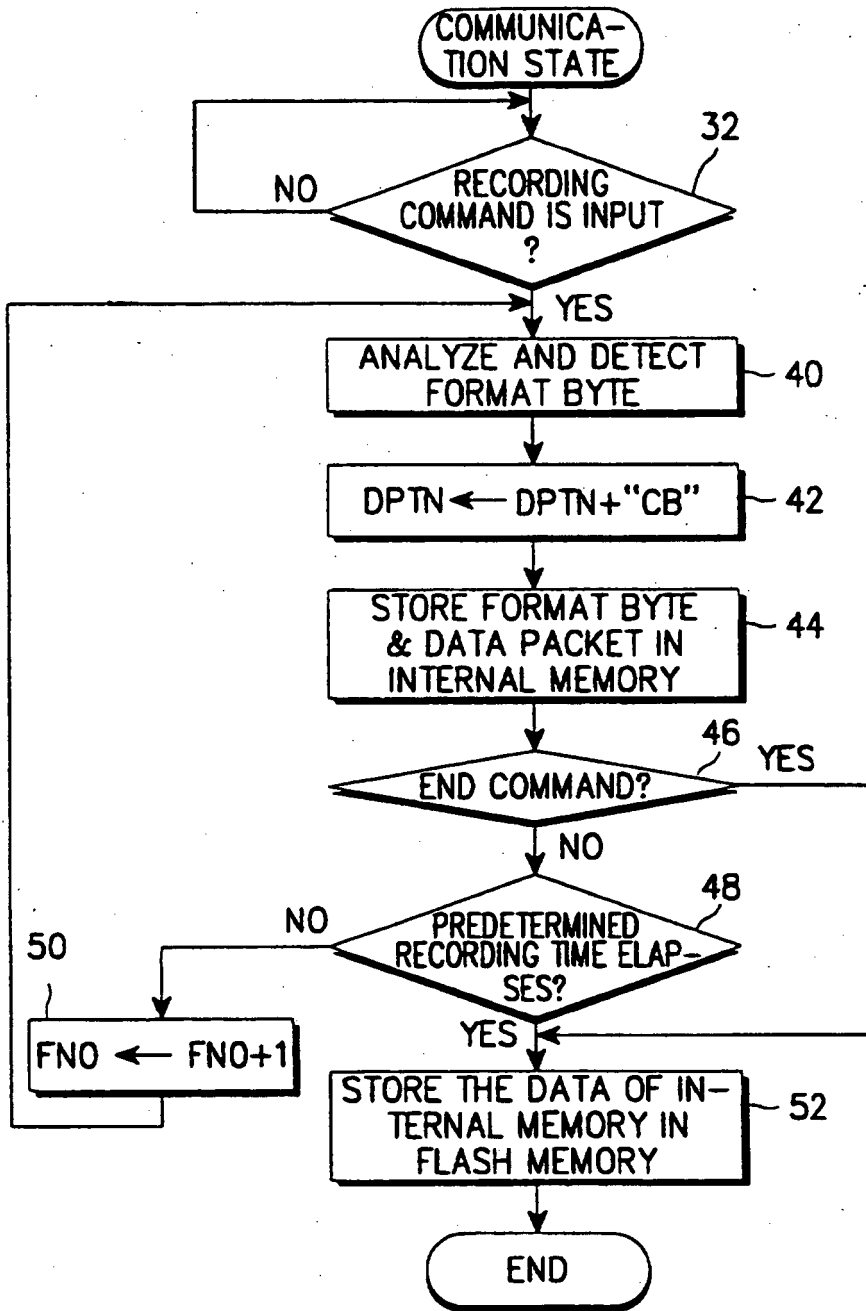 COMMUNICA-
TION STATE
32
NO
RECORDING
COMMAND IS INPUT
?
YES
ANALYZE AND DETECT
FORMAT BYTE
40
DPTN ← DPTN+"CB"
42
STORE FORMAT BYTE
& DATA PACKET IN
INTERNAL MEMORY
44
46
YES
END COMMAND?
NO
48
NO
PREDETERMINED
RECORDING TIME ELAP-
SES?
50
YES
FNO ← FNO+1
STORE THE DATA OF IN-
TERNAL MEMORY IN
FLASH MEMORY
52
END